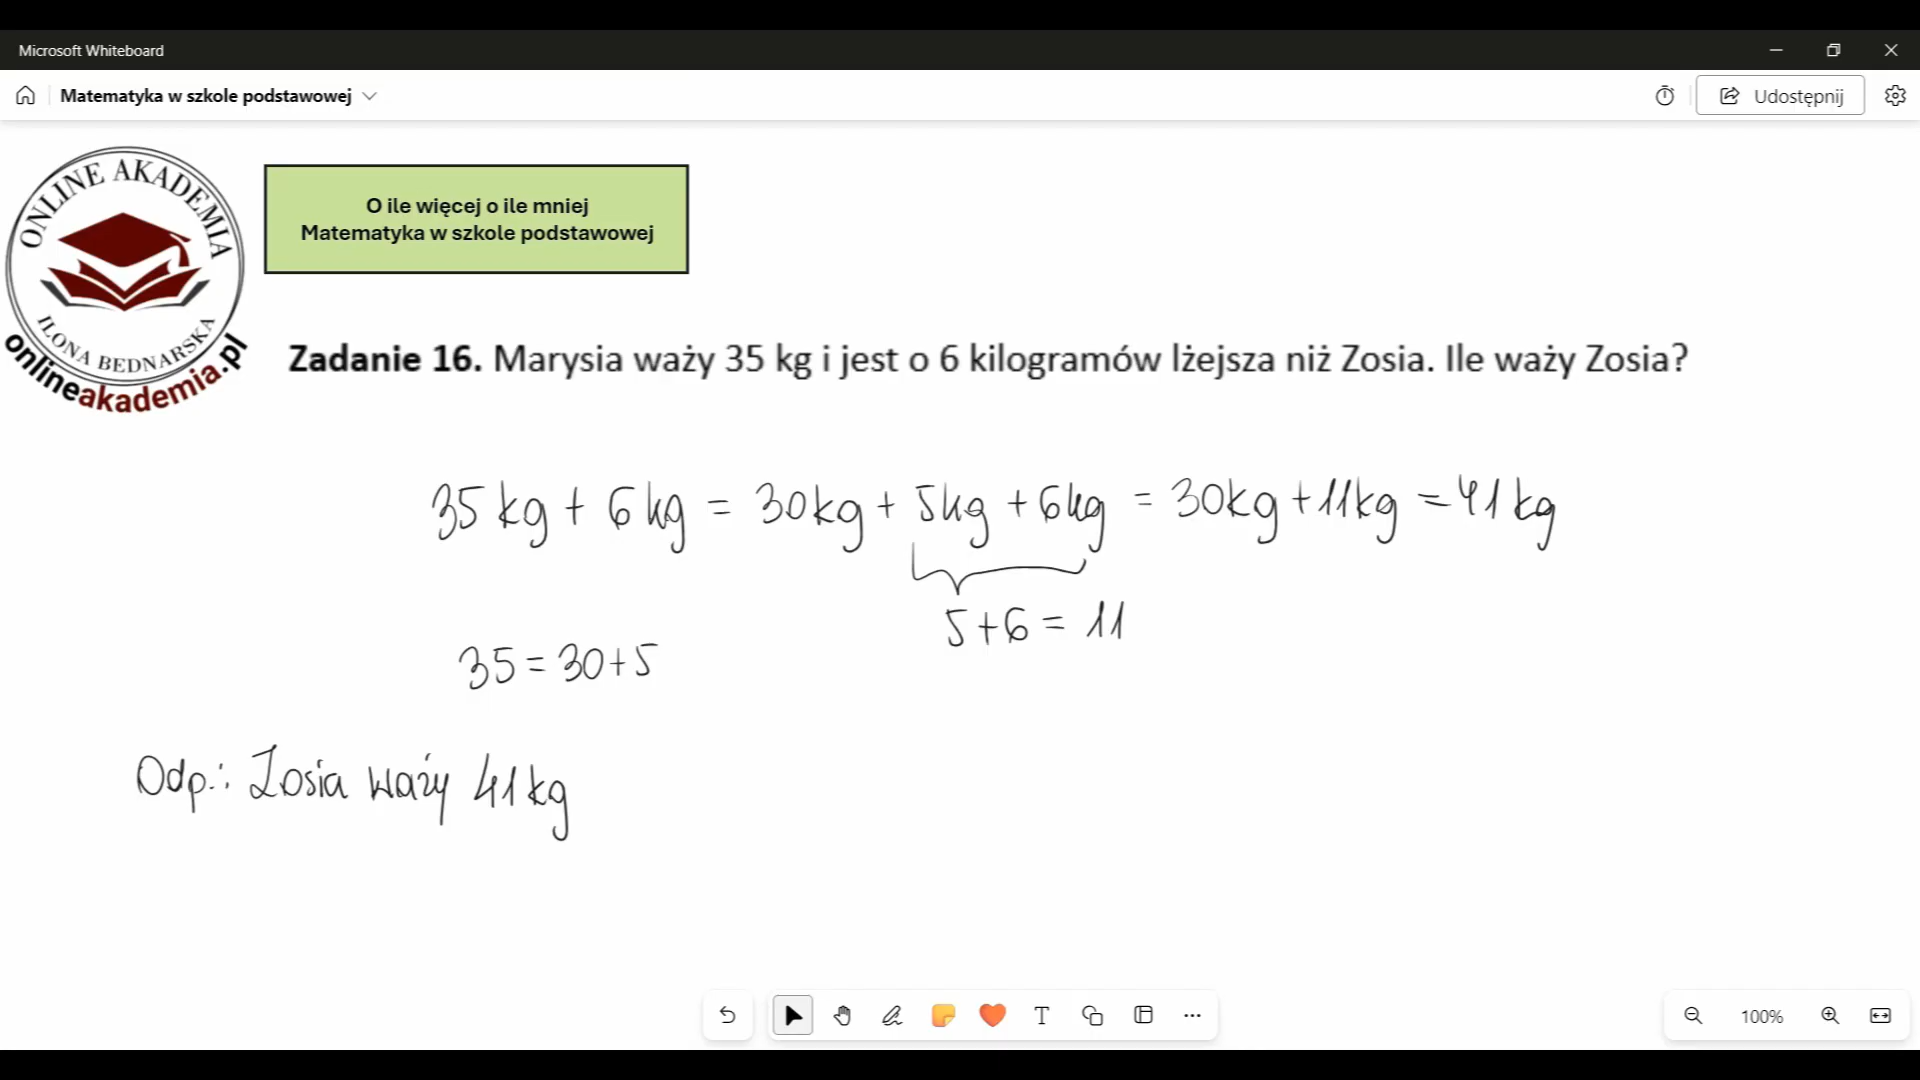 Microsoft Whiteboard
Matematyka w szkole podstawowej
Udostępnij
ONLINE AKADEMIA
ILONA BEDNARSKA
onlineakademia.pl
O ile więcej o ile mniej
Matematyka w szkole podstawowej
Zadanie 16. Marysia waży 35 kg i jest o 6 kilogramów lżejsza niż Zosia. Ile waży Zosia?
35 kg + 6 kg = 30 kg + 5 kg + 6 kg = 30 kg + 11 kg = 41 kg
5 + 6 = 11
35 = 30 + 5
Odp.: Zosia waży 41 kg
100%